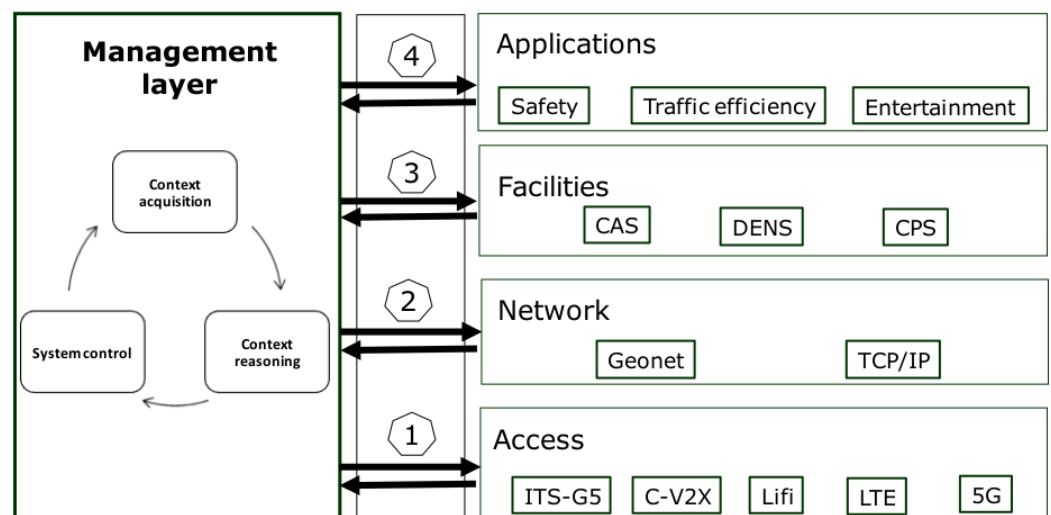 Management
layer
Context
acquisition
System control
Context
reasoning
4
3
2
1
Applications
Safety
Traffic efficiency
Entertainment
Facilities
CAS
DENS
CPS
Network
Geonet
TCP/IP
Access
ITS-G5
C-V2X
Lifi
LTE
5G